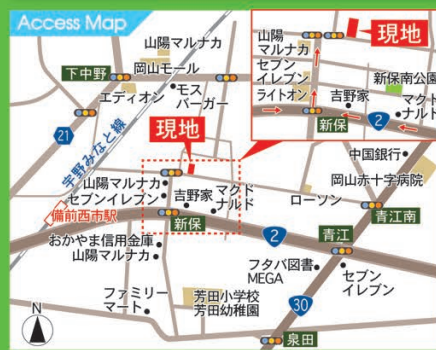 Access Map
山陽マルナカ
岡山モール
下中野
エディオン
モス
バーガー
21
宇野みなと線
現地
山陽マルナカ
セブンイレブン
吉野家
マクド
ナルド
備前西市駅
新保
おかやま信用金庫
山陽マルナカ
2
ファミリー
マート
芳田小学校
芳田幼稚園
フタバ図書
MEGA
青江
セブン
イレブン
30
泉田
ローソン
中国銀行
岡山赤十字病院
青江南
N
山陽
マルナカ
セブン
イレブン
ライトオン
現地
新保南公園
吉野家
マクド
ナルド
新保
2